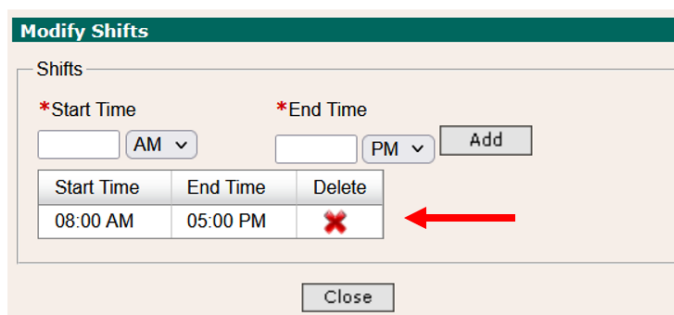 Modify Shifts
Shifts
*Start Time *End Time
AM PM Add
Start Time End Time Delete
08:00 AM 05:00 PM
Close